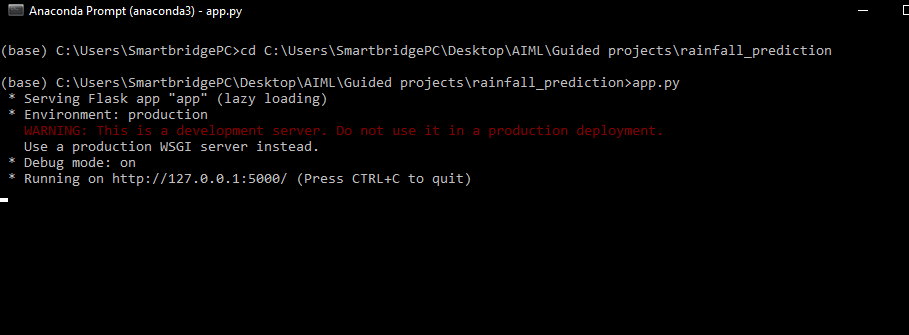 Anaconda Prompt (anaconda3) - app.py
(base) C:\Users\SmartbridgePC>cd C:\Users\SmartbridgePC\Desktop\AIML\Guided projects\rainfall_prediction
(base) C:\Users\SmartbridgePC\Desktop\AIML\Guided projects\rainfall_prediction>app.py
* Serving Flask app "app" (lazy loading)
* Environment: production
WARNING: This is a development server. Do not use it in a production deployment.
Use a production WSGI server instead.
* Debug mode: on
* Running on http://127.0.0.1:5000/ (Press CTRL+C to quit)